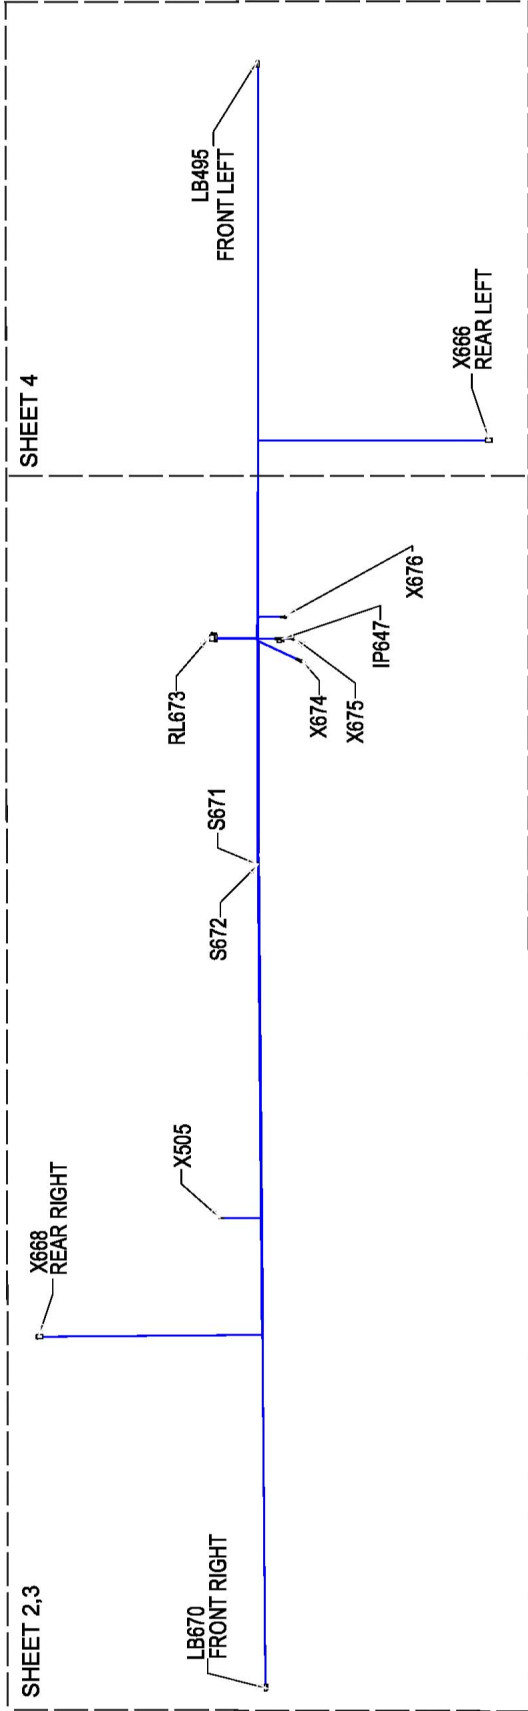 SHEET 2,3
SHEET 4
X668
REAR RIGHT
LB670
FRONT RIGHT
X505
S672
S671
RL673
X674
X675
IP647
X676
LB495
FRONT LEFT
X666
REAR LEFT